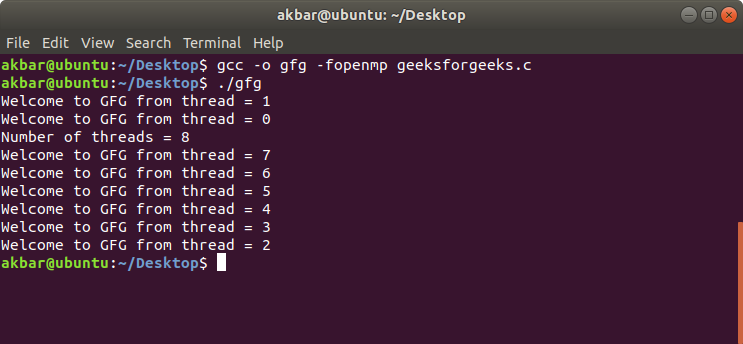 akbar@ubuntu: ~/Desktop
File Edit View Search Terminal Help
akbar@ubuntu:~/Desktop$ gcc -o gfg -fopenmp geeksforgeeks.c
akbar@ubuntu:~/Desktop$ ./gfg
Welcome to GFG from thread = 1
Welcome to GFG from thread = 0
Number of threads = 8
Welcome to GFG from thread = 7
Welcome to GFG from thread = 6
Welcome to GFG from thread = 5
Welcome to GFG from thread = 4
Welcome to GFG from thread = 3
Welcome to GFG from thread = 2
akbar@ubuntu:~/Desktop$